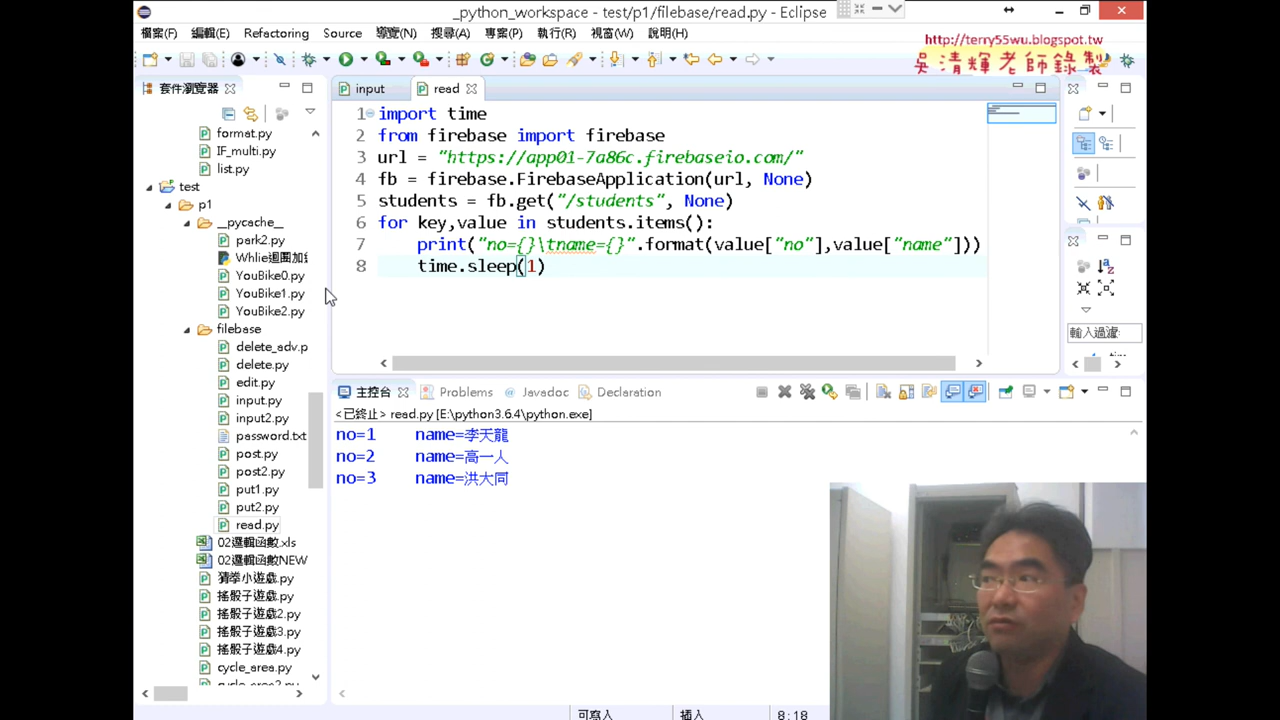 _python_workspace - test/p1/filebase/read.py - Eclipse
檔案(F) 編輯(E) Refactoring Source 導覽(N) 搜尋(A) 專案(P) 執行(R) 視窗(W) 說明(H)
http://terry55wu.blogspot.tw
吳清輝老師錄製
套件瀏覽器
format.py
IF_multi.py
list.py
test
p1
__pycache__
park2.py
Whlie迴圈加
YouBike0.py
YouBike1.py
YouBike2.py
filebase
delete_adv.p
delete.py
edit.py
input.py
input2.py
password.txt
post.py
post2.py
put1.py
put2.py
read.py
02邏輯函數.xls
02邏輯函數NEW
猜拳小遊戲.py
搖骰子遊戲.py
搖骰子遊戲2.py
搖骰子遊戲3.py
搖骰子遊戲4.py
cycle_area.py
input read
1 import time
2 from firebase import firebase
3 url = "https://app01-7a86c.firebaseio.com/"
4 fb = firebase.FirebaseApplication(url, None)
5 students = fb.get("/students", None)
6 for key,value in students.items():
7 print("no={}\tname={}".format(value["no"],value["name"]))
8 time.sleep(1)
輸入過濾
主控台 Problems @ Javadoc Declaration
<已終止> read.py [E:\python3.6.4\python.exe]
no=1 name=李天龍
no=2 name=高一人
no=3 name=洪大同
可寫入 插入 8:18